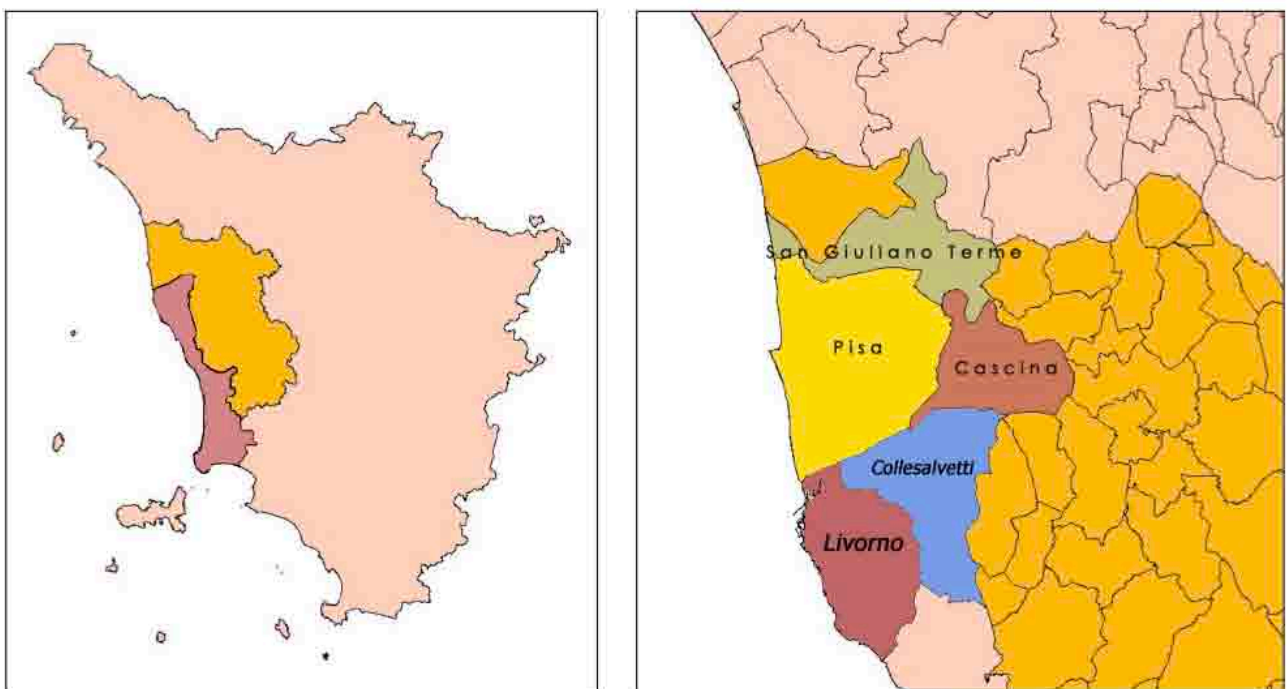 San Giuliano Terme
Pisa
Cascina
Collesalvetti
Livorno